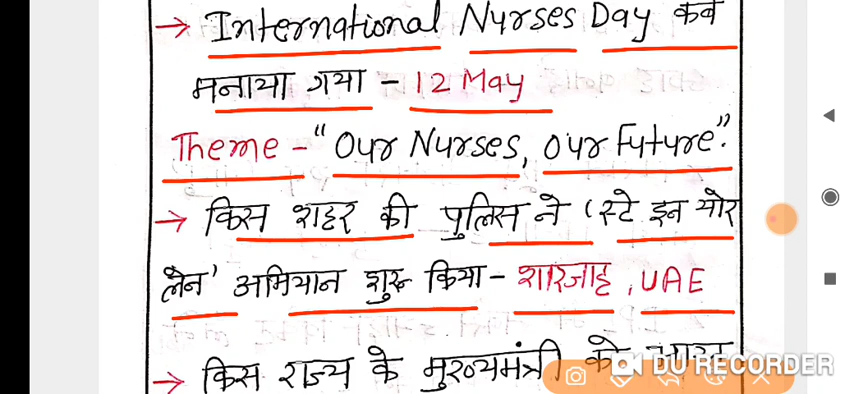 → International Nurses Day कब
मनाया गया - 12 May
Theme - "Our Nurses, Our Future".
→ किस शहर की पुलिस ने 'स्टे इन योर
लेन' अभियान शुरू किया - शारजाह, UAE
→ किस राज्य के मुख्यमंत्री को
DU RECORDER